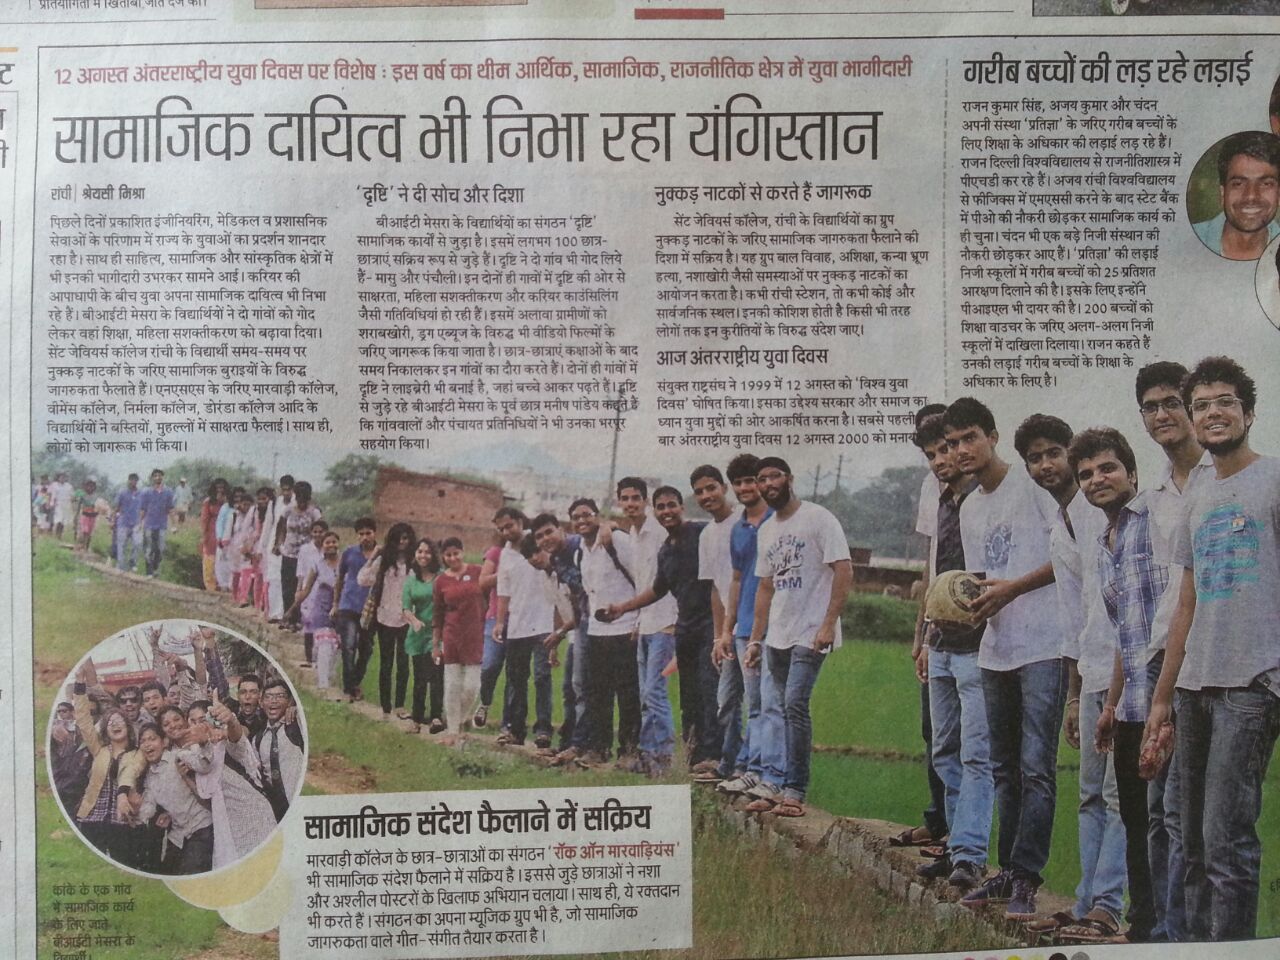 प्रतियोगिता में खिताबी जीत दर्ज की।
12 अगस्त अंतरराष्ट्रीय युवा दिवस पर विशेष : इस वर्ष का थीम आर्थिक, सामाजिक, राजनीतिक क्षेत्र में युवा भागीदारी
सामाजिक दायित्व भी निभा रहा यंगिस्तान
रांची | श्रेयसी मिश्रा
पिछले दिनों प्रकाशित इंजीनियरिंग, मेडिकल व प्रशासनिक
सेवाओं के परिणाम में राज्य के युवाओं का प्रदर्शन शानदार
रहा है। साथ ही साहित्य, सामाजिक और सांस्कृतिक क्षेत्रों में
भी इनकी भागीदारी उभरकर सामने आई। करियर की
आपाधापी के बीच युवा अपना सामाजिक दायित्व भी निभा
रहे हैं। बीआईटी मेसरा के विद्यार्थियों ने दो गांवों को गोद
लेकर वहां शिक्षा, महिला सशक्तीकरण को बढ़ावा दिया।
सेंट जेवियर्स कॉलेज रांची के विद्यार्थी समय-समय पर
नुक्कड़ नाटकों के जरिए सामाजिक बुराइयों के विरुद्ध
जागरुकता फैलाते हैं। एनएसएस के जरिए मारवाड़ी कॉलेज,
वीमेंस कॉलेज, निर्मला कॉलेज, डोरंडा कॉलेज आदि के
विद्यार्थियों ने बस्तियों, मुहल्लों में साक्षरता फैलाई। साथ ही,
लोगों को जागरूक भी किया।
'दृष्टि' ने दी सोच और दिशा
बीआईटी मेसरा के विद्यार्थियों का संगठन 'दृष्टि'
सामाजिक कार्यों से जुड़ा है। इसमें लगभग 100 छात्र-
छात्राएं सक्रिय रूप से जुड़े हैं। दृष्टि ने दो गांव भी गोद लिये
हैं- मासु और पंचौली। इन दोनों ही गावों में दृष्टि की ओर से
साक्षरता, महिला सशक्तीकरण और करियर काउंसिलिंग
जैसी गतिविधियां हो रही हैं। इसमें अलावा ग्रामीणों को
शराबखोरी, ड्रग एब्यूज के विरुद्ध भी वीडियो फिल्मों के
जरिए जागरूक किया जाता है। छात्र-छात्राएं कक्षाओं के बाद
समय निकालकर इन गांवों का दौरा करते हैं। दोनों ही गांवों में
दृष्टि ने लाइब्रेरी भी बनाई है, जहां बच्चे आकर पढ़ते हैं। दृष्टि
से जुड़े रहे बीआईटी मेसरा के पूर्व छात्र मनीष पांडेय कहते हैं
कि गांववालों और पंचायत प्रतिनिधियों ने भी उनका भरपूर
सहयोग किया।
नुक्कड़ नाटकों से करते हैं जागरूक
सेंट जेवियर्स कॉलेज, रांची के विद्यार्थियों का ग्रुप
नुक्कड़ नाटकों के जरिए सामाजिक जागरुकता फैलाने की
दिशा में सक्रिय है। यह ग्रुप बाल विवाह, अशिक्षा, कन्या भ्रूण
हत्या, नशाखोरी जैसी समस्याओं पर नुक्कड़ नाटकों का
आयोजन करता है। कभी रांची स्टेशन, तो कभी कोई और
सार्वजनिक स्थल। इनकी कोशिश होती है किसी भी तरह
लोगों तक इन कुरीतियों के विरुद्ध संदेश जाए।
आज अंतरराष्ट्रीय युवा दिवस
संयुक्त राष्ट्रसंघ ने 1999 में 12 अगस्त को 'विश्व युवा
दिवस' घोषित किया। इसका उद्देश्य सरकार और समाज का
ध्यान युवा मुद्दों की ओर आकर्षित करना है। सबसे पहली
बार अंतरराष्ट्रीय युवा दिवस 12 अगस्त 2000 को मनाया
गरीब बच्चों की लड़ रहे लड़ाई
राजन कुमार सिंह, अजय कुमार और चंदन
अपनी संस्था 'प्रतिज्ञा' के जरिए गरीब बच्चों के
लिए शिक्षा के अधिकार की लड़ाई लड़ रहे हैं।
राजन दिल्ली विश्वविद्यालय से राजनीतिशास्त्र में
पीएचडी कर रहे हैं। अजय रांची विश्वविद्यालय
से फीजिक्स में एमएससी करने के बाद स्टेट बैंक
में पीओ की नौकरी छोड़कर सामाजिक कार्य को
ही चुना। चंदन भी एक बड़े निजी संस्थान की
नौकरी छोड़कर आए हैं। 'प्रतिज्ञा' की लड़ाई
निजी स्कूलों में गरीब बच्चों को 25 प्रतिशत
आरक्षण दिलाने की है। इसके लिए इन्होंने
पीआइएल भी दायर की है। 200 बच्चों को
शिक्षा वाउचर के जरिए अलग-अलग निजी
स्कूलों में दाखिला दिलाया। राजन कहते हैं
उनकी लड़ाई गरीब बच्चों के शिक्षा के
अधिकार के लिए है।
सामाजिक संदेश फैलाने में सक्रिय
मारवाड़ी कॉलेज के छात्र-छात्राओं का संगठन 'रॉक ऑन मारवाड़ियंस'
भी सामाजिक संदेश फैलाने में सक्रिय है। इससे जुड़े छात्राओं ने नशा
और अश्लील पोस्टरों के खिलाफ अभियान चलाया। साथ ही, ये रक्तदान
भी करते हैं। संगठन का अपना म्यूजिक ग्रुप भी है, जो सामाजिक
जागरुकता वाले गीत-संगीत तैयार करता है।
कांके के एक गांव
में सामाजिक कार्य
के लिए जाते
बीआईटी मेसरा के
विद्यार्थी।